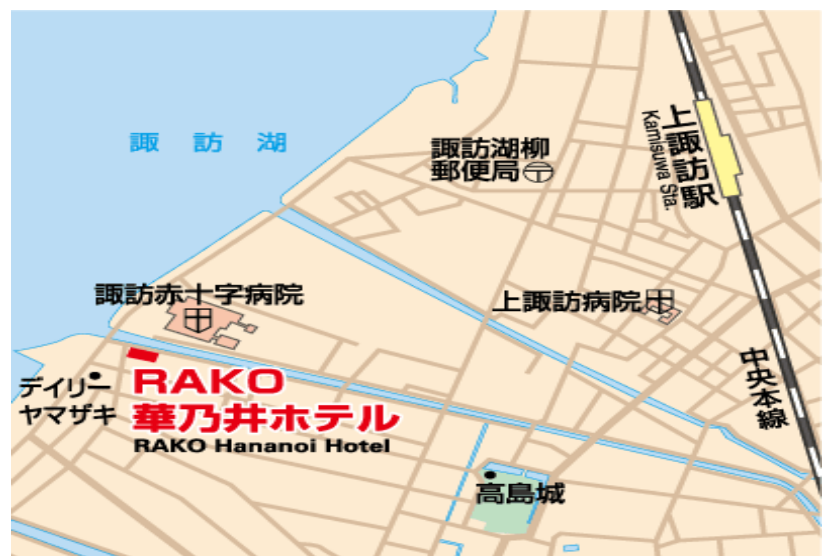 諏訪湖
諏訪湖柳
郵便局
上諏訪駅
Kamisuwa Sta.
諏訪赤十字病院
上諏訪病院
中央本線
デイリー
ヤマザキ
RAKO
華乃井ホテル
RAKO Hananoi Hotel
高島城